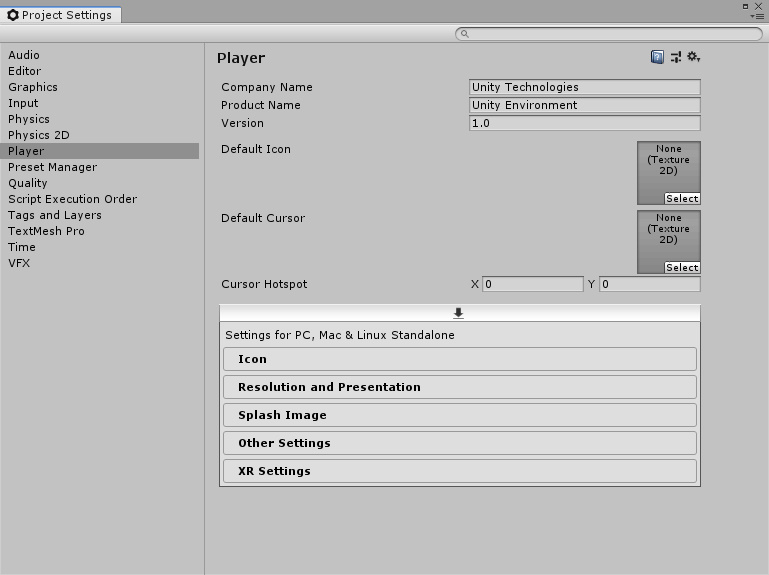 Project Settings
Audio
Editor
Graphics
Input
Physics
Physics 2D
Player
Preset Manager
Quality
Script Execution Order
Tags and Layers
TextMesh Pro
Time
VFX
Player
Company Name Unity Technologies
Product Name Unity Environment
Version 1.0
Default Icon
None
(Texture
2D)
Select
Default Cursor
None
(Texture
2D)
Select
Cursor Hotspot X 0 Y 0
Settings for PC, Mac & Linux Standalone
Icon
Resolution and Presentation
Splash Image
Other Settings
XR Settings